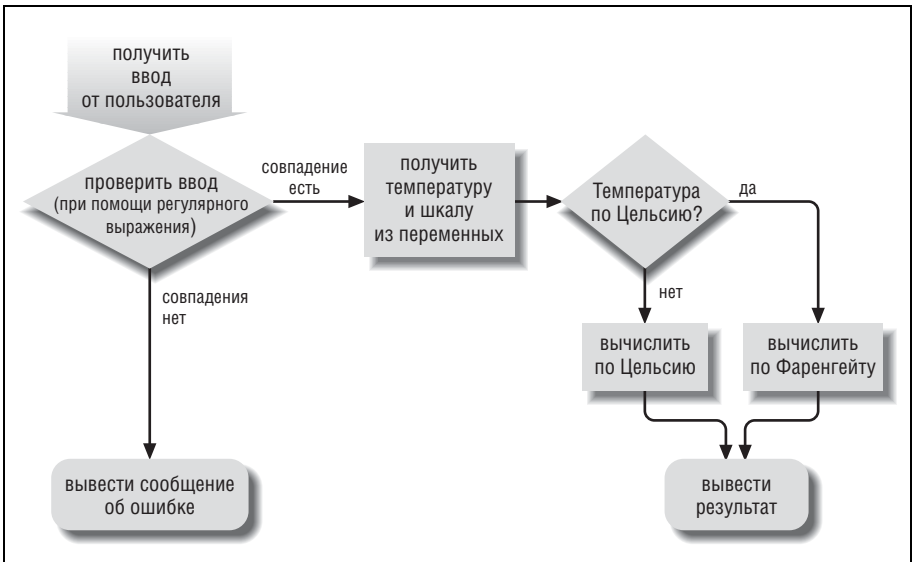 получить
ввод
от пользователя
проверить ввод
(при помощи регулярного
выражения)
совпадение
есть
получить
температуру
и шкалу
из переменных
Температура
по Цельсию?
да
нет
совпадения
нет
вычислить
по Цельсию
вычислить
по Фаренгейту
вывести сообщение
об ошибке
вывести
результат